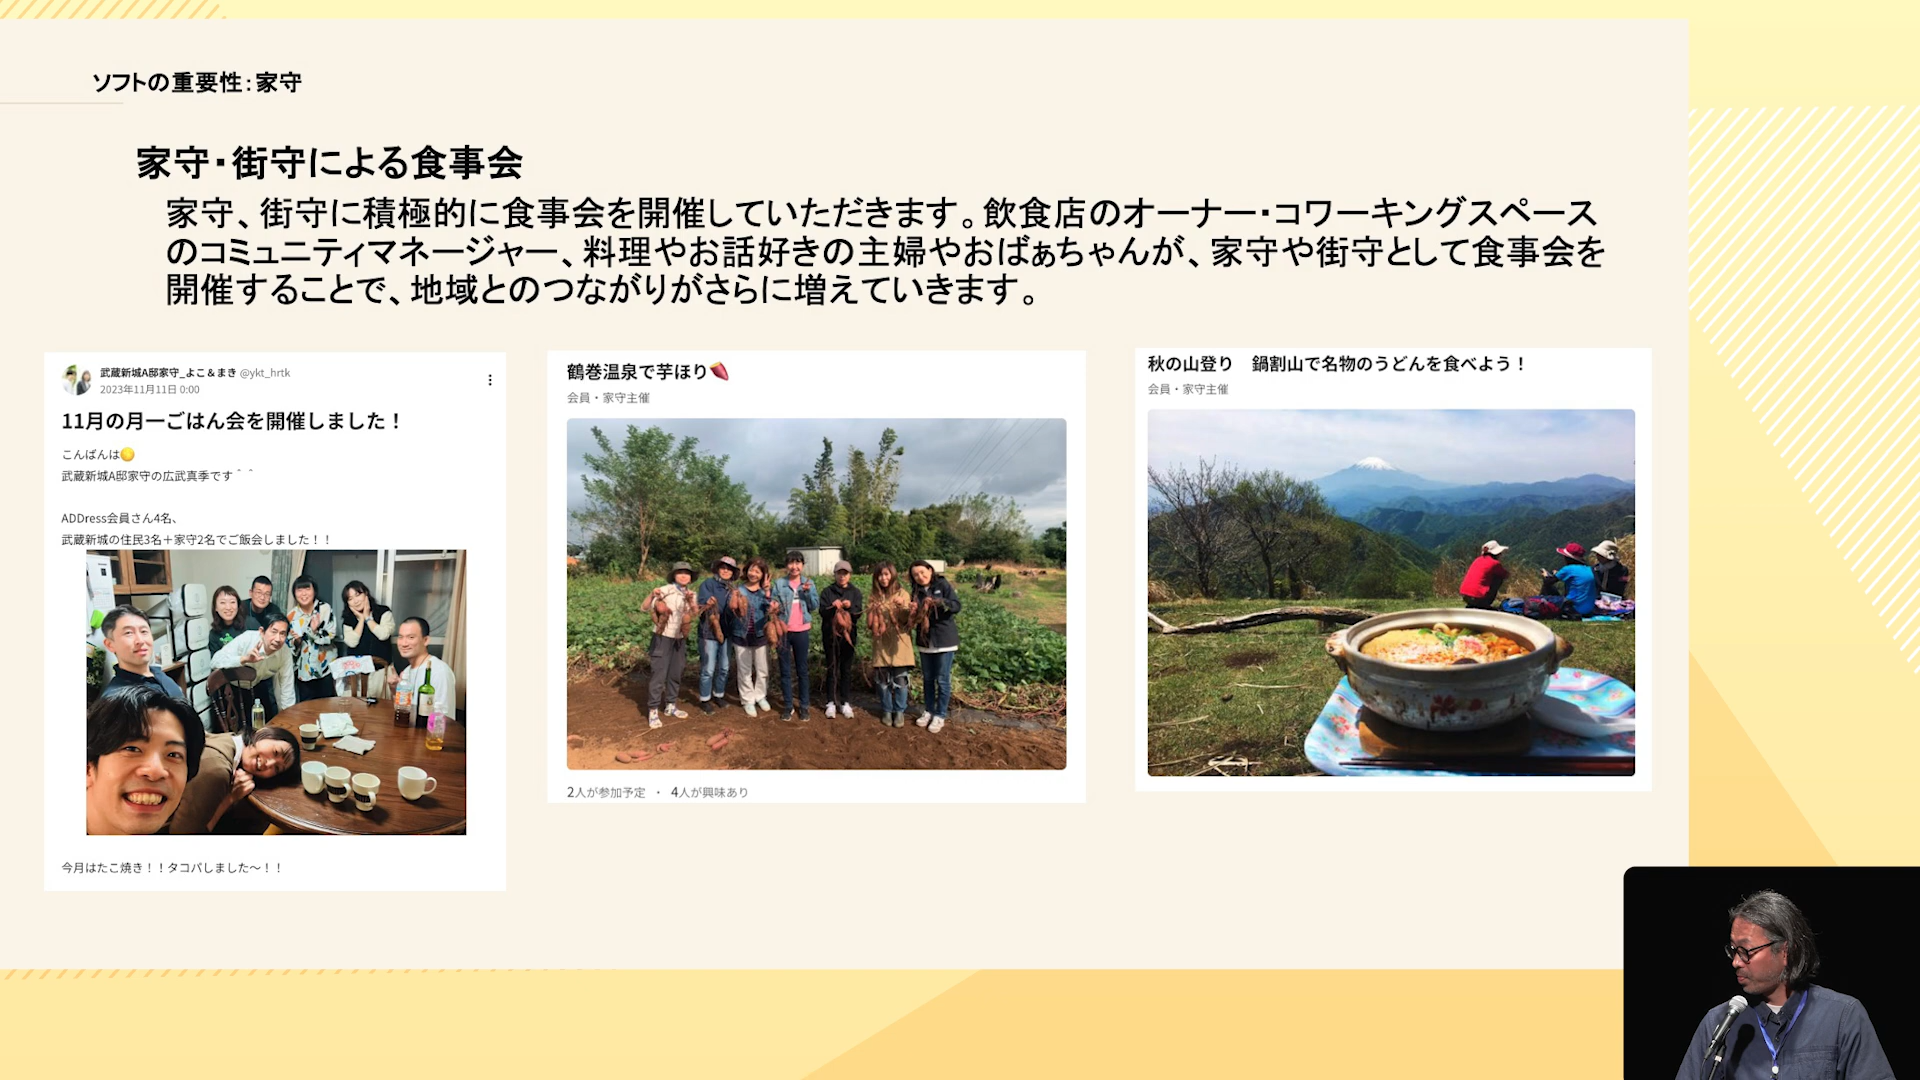 ソフトの重要性：家守
家守・街守による食事会
家守、街守に積極的に食事会を開催していただきます。飲食店のオーナー・コワーキングスペース
のコミュニティマネージャー、料理やお話好きの主婦やおばぁちゃんが、家守や街守として食事会を
開催することで、地域とのつながりがさらに増えていきます。
武蔵新城A邸家守_よこ＆まき @ykt_hrtk
2023年11月11日 0:00
11月の月一ごはん会を開催しました！
こんばんは🌕
武蔵新城A邸家守の広武真季です＾＾
ADDress会員さん4名、
武蔵新城の住民3名＋家守2名でご飯会しました！！
今月はたこ焼き！！タコパしました〜！！
鶴巻温泉で芋ほり🍠
会員・家守主催
2人が参加予定 ・ 4人が興味あり
秋の山登り　鍋割山で名物のうどんを食べよう！
会員・家守主催